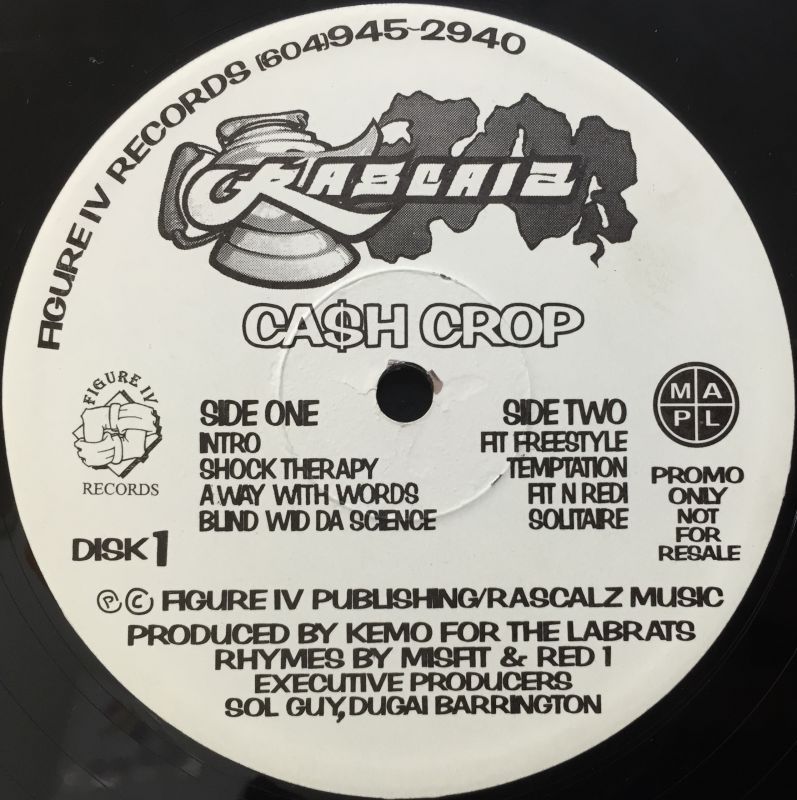 FIGURE IV RECORDS (604)945-2940
RASCALZ
CA$H CROP
FIGURE IV
RECORDS
SIDE ONE
INTRO
SHOCK THERAPY
A WAY WITH WORDS
BLIND WID DA SCIENCE
SIDE TWO
FIT FREESTYLE
TEMPTATION
FIT N REDI
SOLITAIRE
MAPL
PROMO
ONLY
NOT
FOR
RESALE
DISK 1
Ⓟ © FIGURE IV PUBLISHING/RASCALZ MUSIC
PRODUCED BY KEMO FOR THE LABRATS
RHYMES BY MISFIT & RED 1
EXECUTIVE PRODUCERS
SOL GUY, DUGAI BARRINGTON